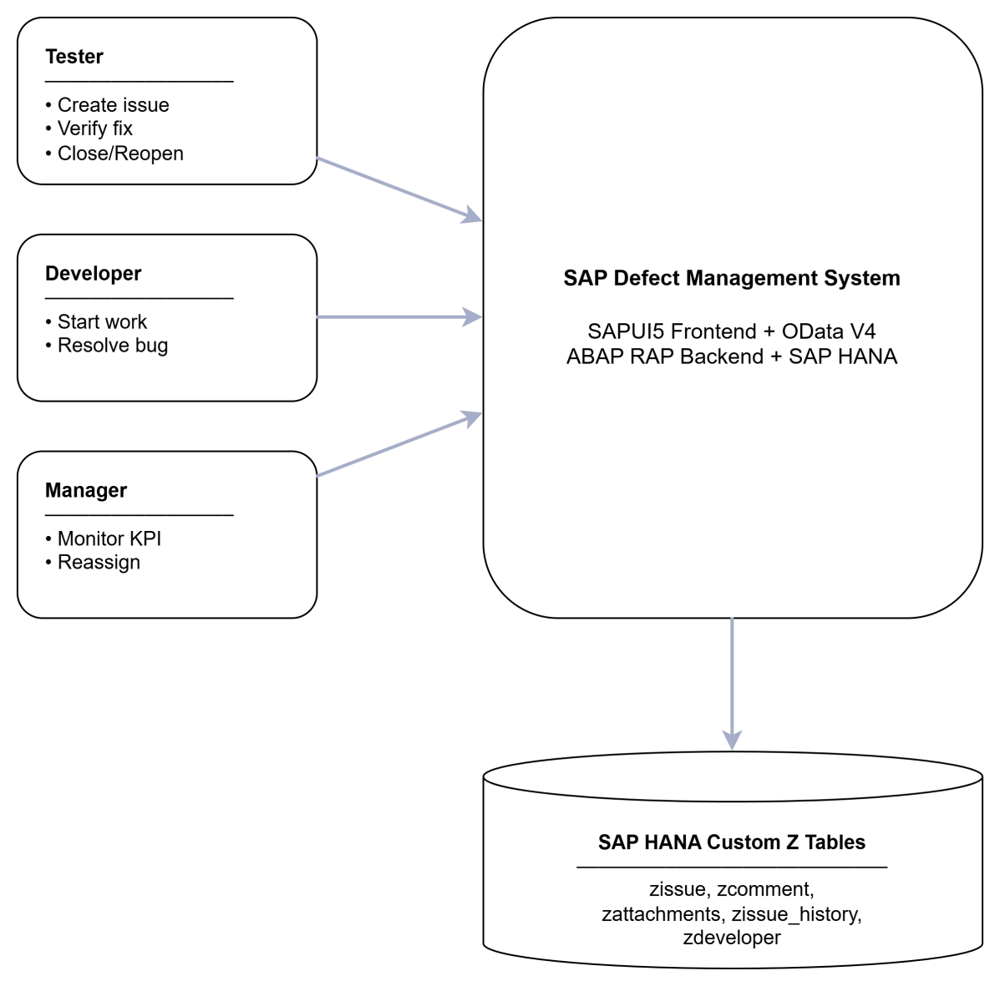 Tester
• Create issue
• Verify fix
• Close/Reopen
Developer
• Start work
• Resolve bug
Manager
• Monitor KPI
• Reassign
SAP Defect Management System
SAPUI5 Frontend + OData V4
ABAP RAP Backend + SAP HANA
SAP HANA Custom Z Tables
zissue, zcomment,
zattachments, zissue_history,
zdeveloper